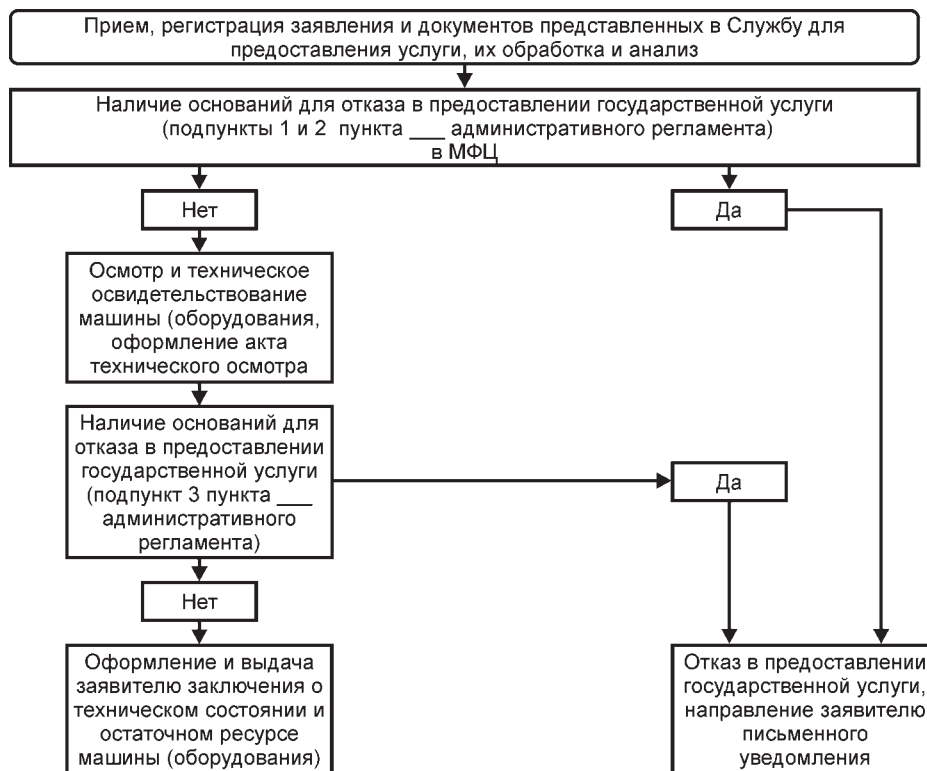 Прием, регистрация заявления и документов представленных в Службу для
предоставления услуги, их обработка и анализ
Наличие оснований для отказа в предоставлении государственной услуги
(подпункты 1 и 2 пункта ___ административного регламента)
в МФЦ
Нет
Да
Осмотр и техническое
освидетельствование
машины (оборудования,
оформление акта
технического осмотра
Наличие оснований для
отказа в предоставлении
государственной услуги
(подпункт 3 пункта ___
административного
регламента)
Да
Нет
Оформление и выдача
заявителю заключения о
техническом состоянии и
остаточном ресурсе
машины (оборудования)
Отказ в предоставлении
государственной услуги,
направление заявителю
письменного
уведомления